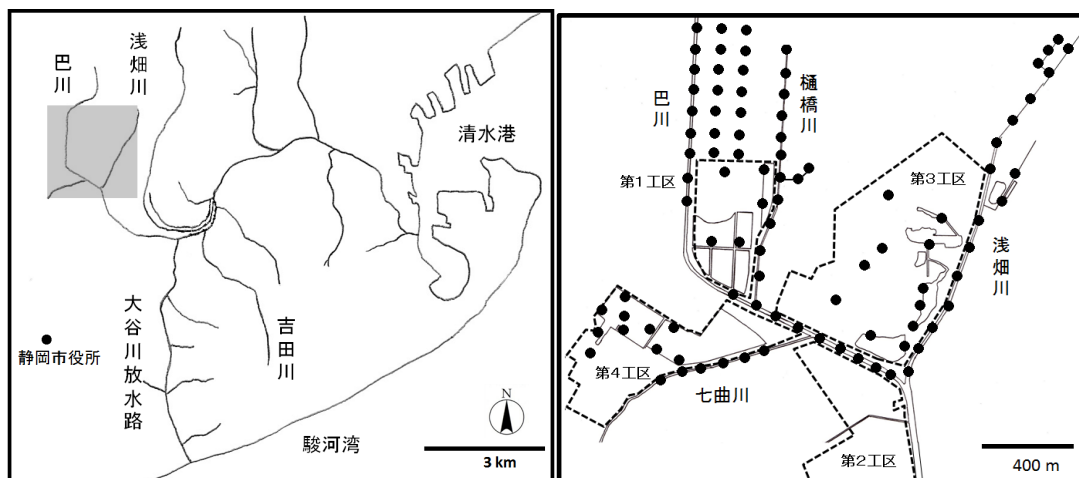 巴川
浅畑川
清水港
大谷川放水路
吉田川
静岡市役所
駿河湾
N
3 km
巴川
樋橋川
第1工区
第3工区
浅畑川
第4工区
七曲川
第2工区
400 m